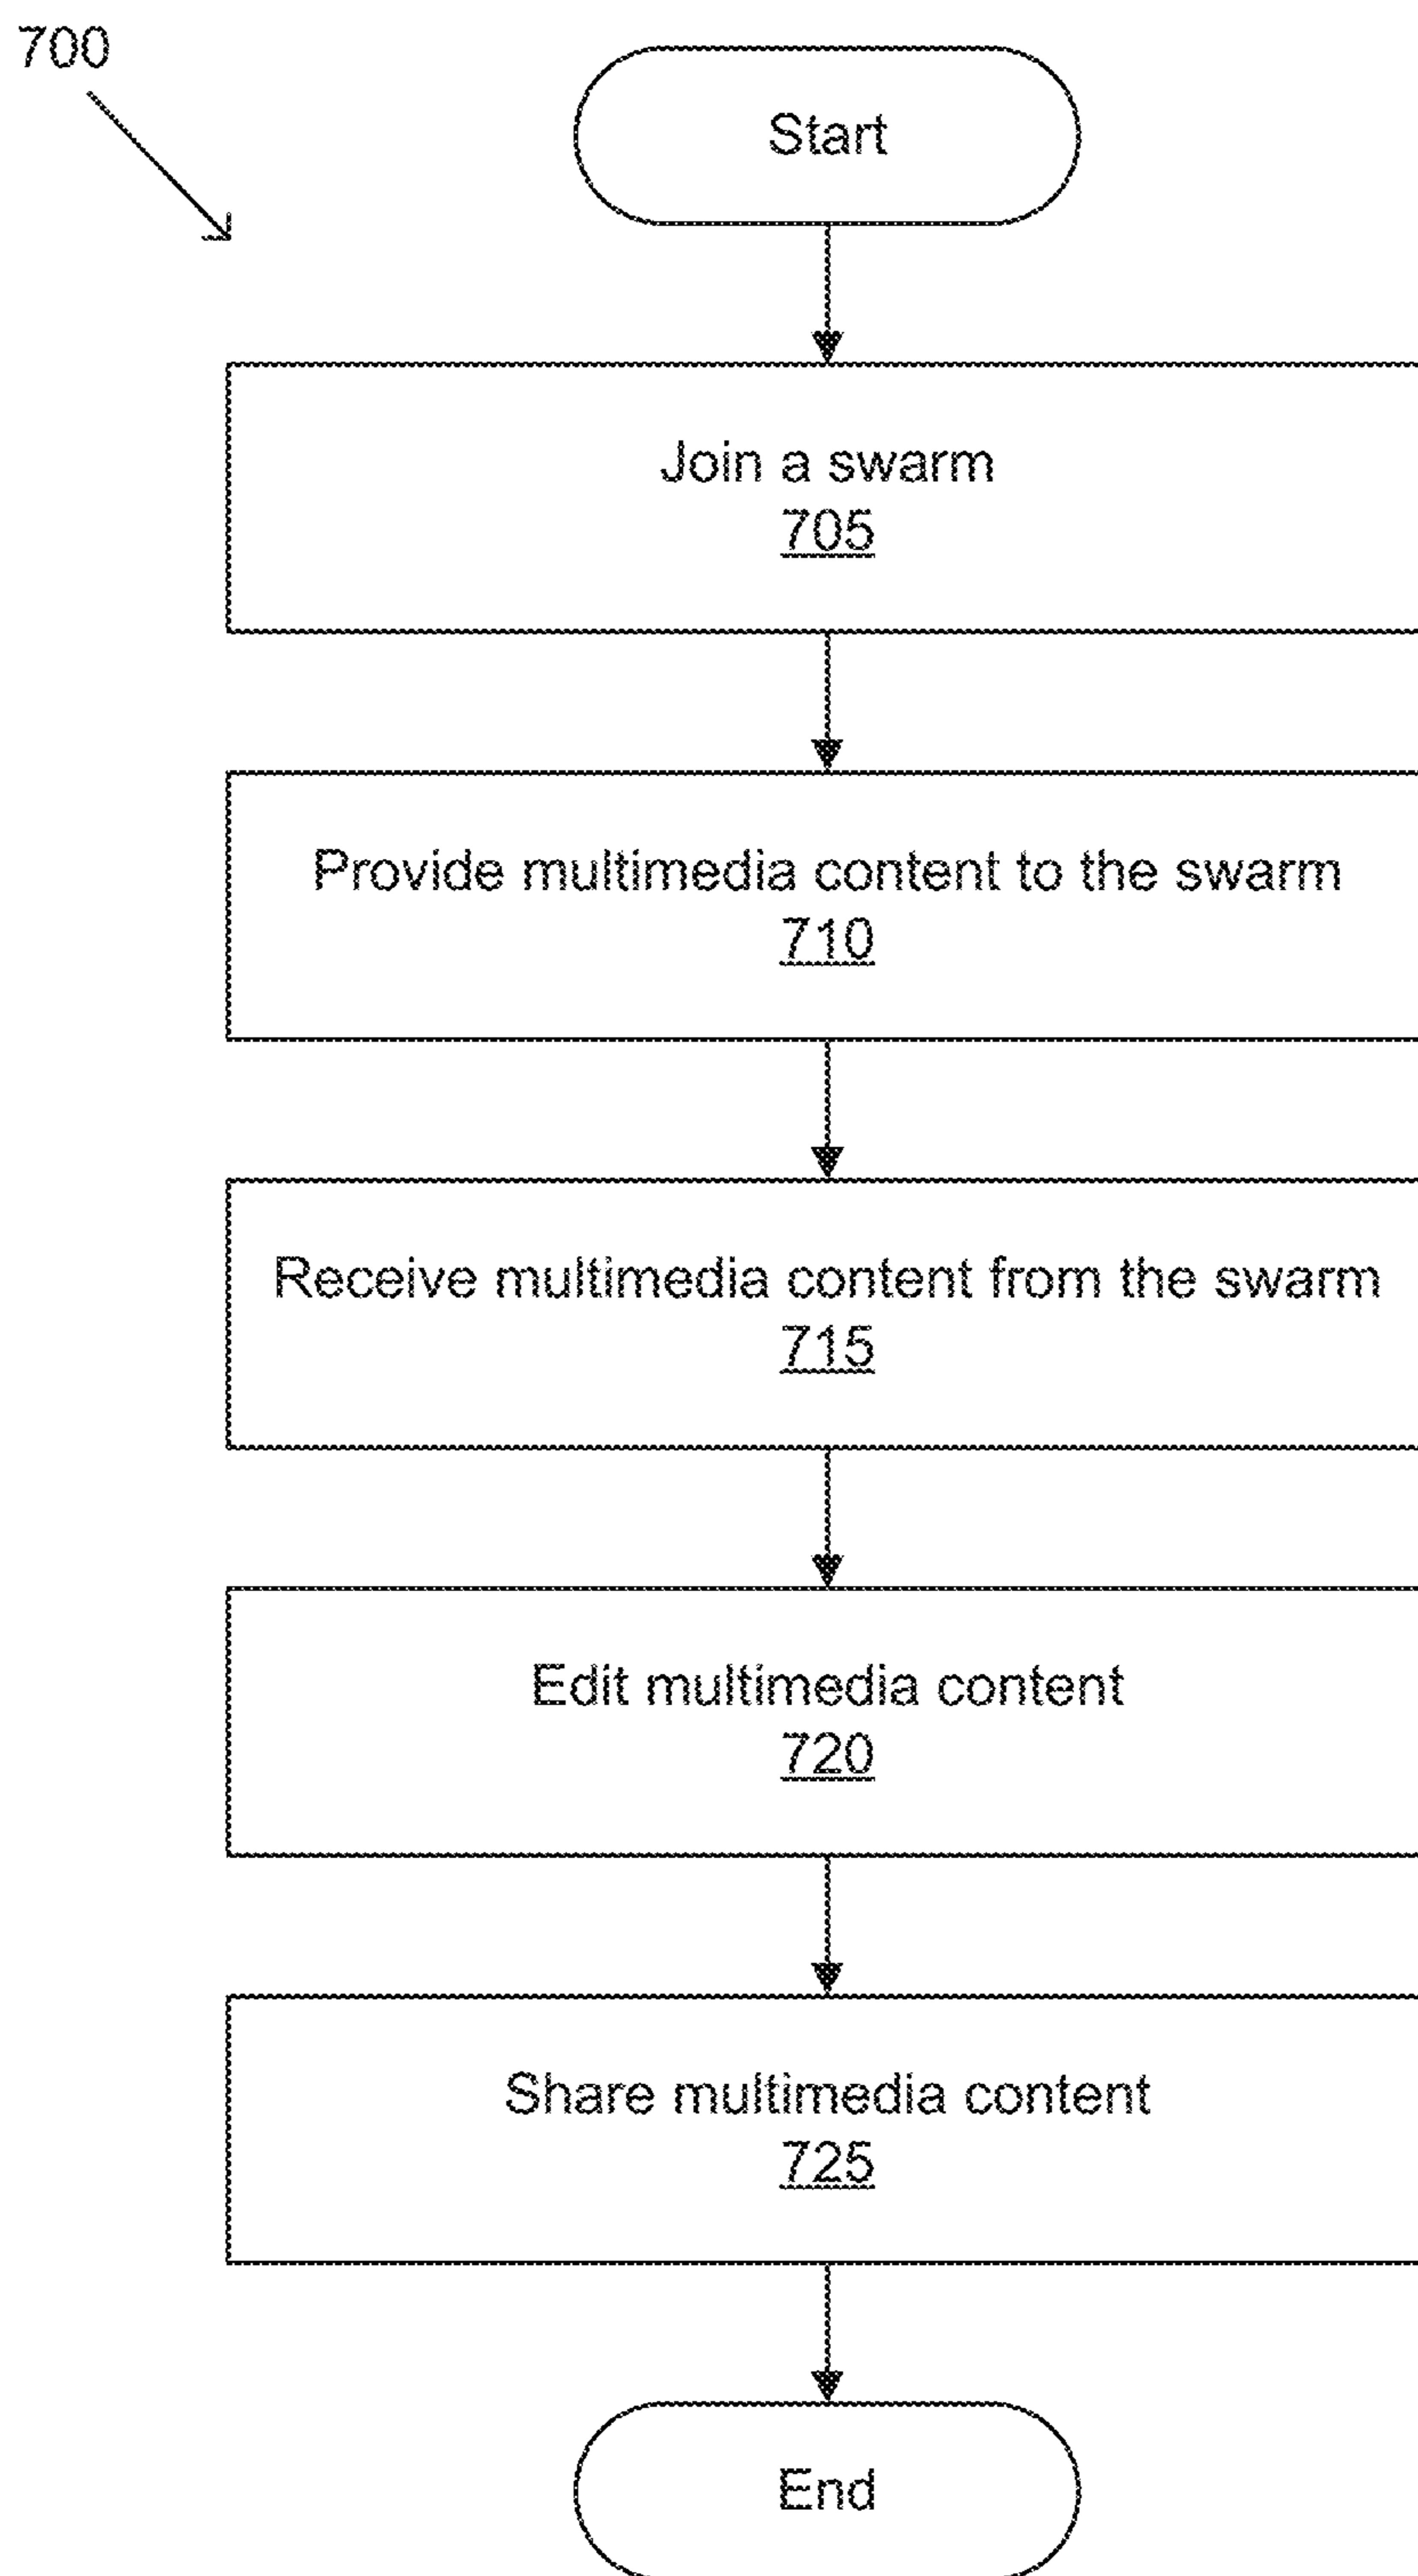 700
Start
Join a swarm
705
Provide multimedia content to the swarm
710
Receive multimedia content from the swarm
715
Edit multimedia content
720
Share multimedia content
725
End